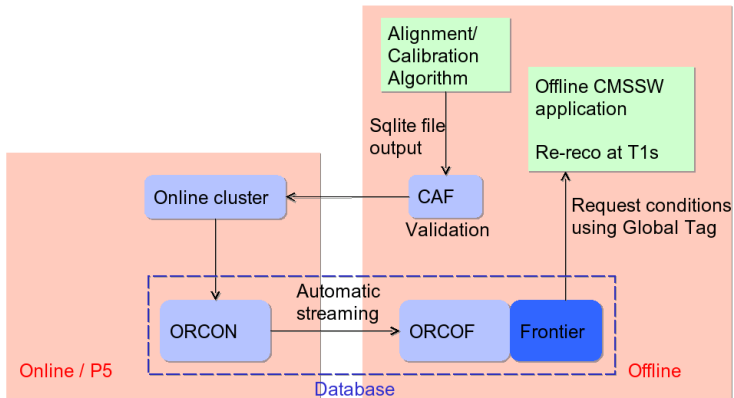 Alignment/
Calibration
Algorithm
Offline CMSSW
application
Re-reco at T1s
Sqlite file
output
Online cluster
CAF
Validation
Request conditions
using Global Tag
Automatic
streaming
ORCON
ORCOF
Frontier
Online / P5
Database
Offline